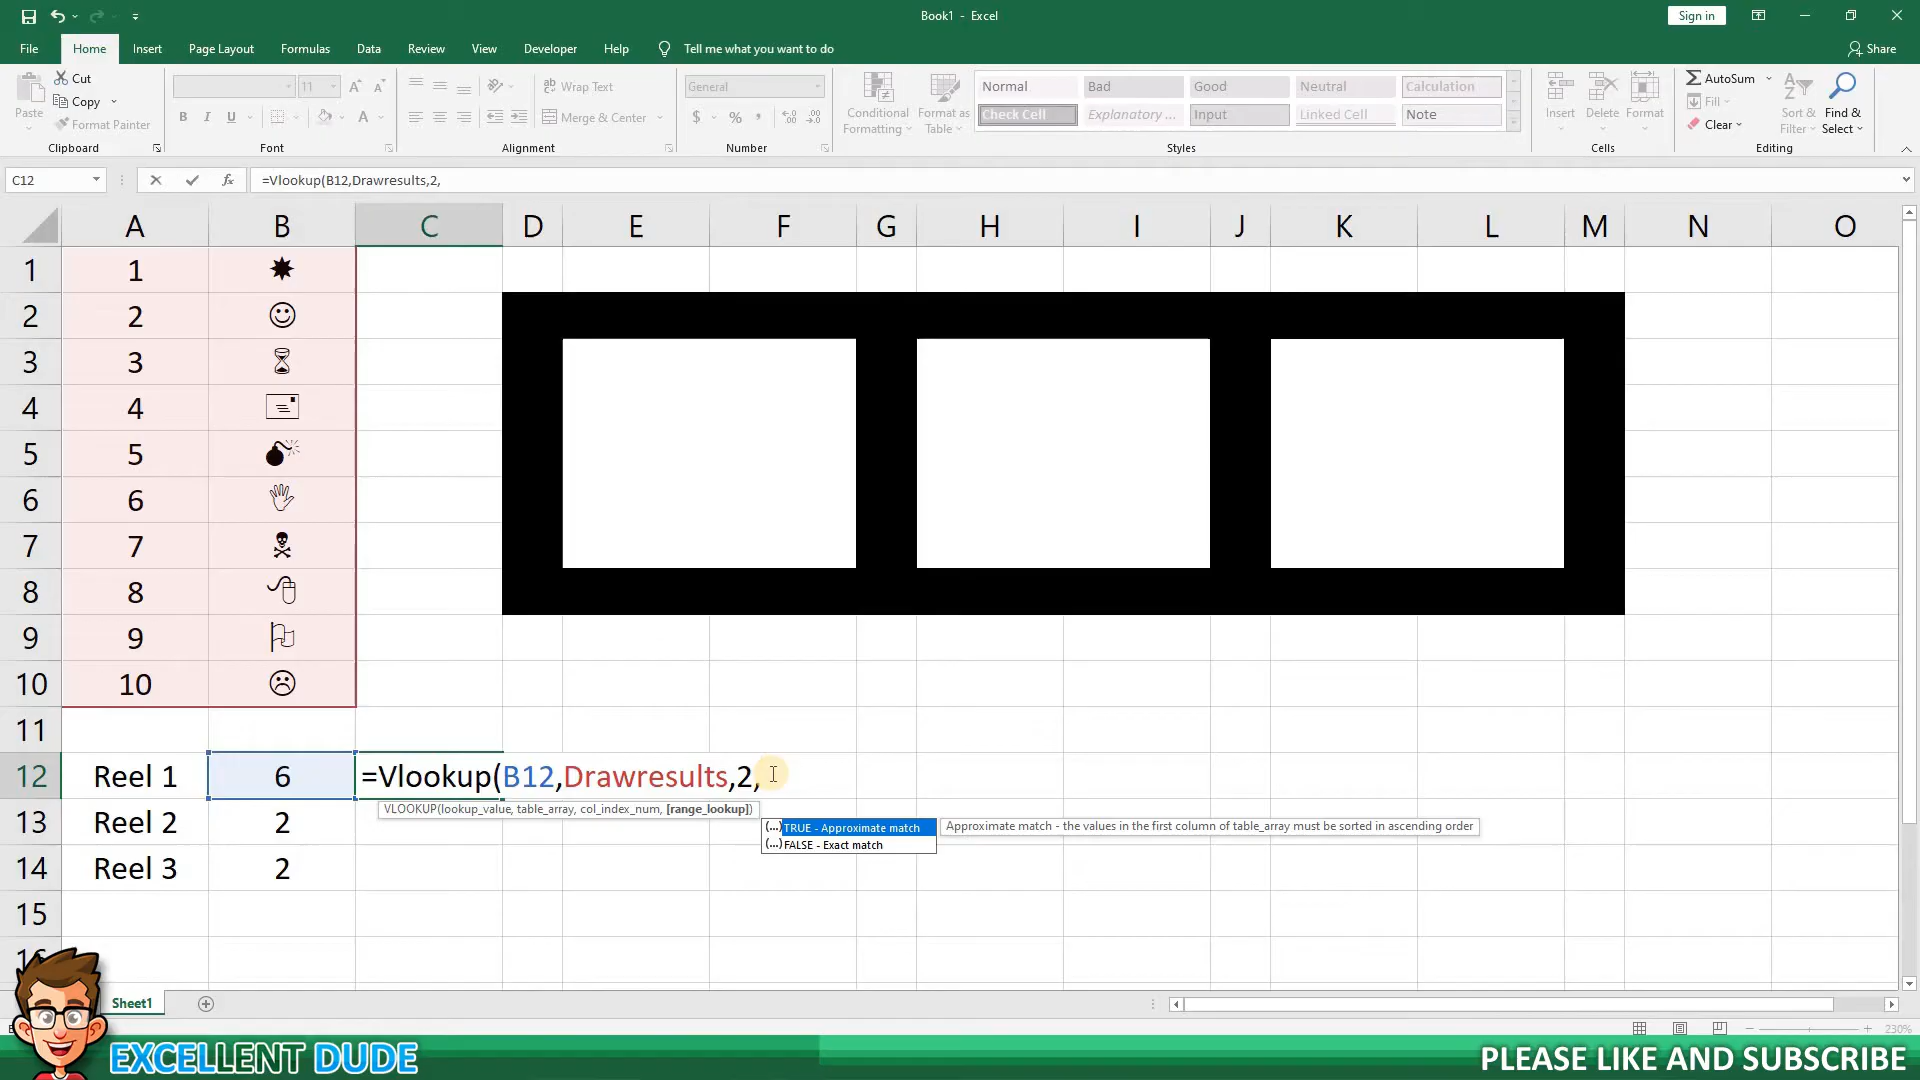 Book1 - Excel
Sign in
File Home Insert Page Layout Formulas Data Review View Developer Help Tell me what you want to do Share
Paste
Cut
Copy
Format Painter
Clipboard
11
B I U
Font
Wrap Text
Merge & Center
Alignment
General
$ % ,
Number
Conditional Formatting
Format as Table
Normal Bad Good Neutral Calculation
Check Cell Explanatory ... Input Linked Cell Note
Styles
Insert Delete Format
Cells
AutoSum
Fill
Clear
Sort & Filter
Find & Select
Editing
C12 fx =Vlookup(B12,Drawresults,2,
A B C D E F G H I J K L M N O
1 1
2 2
3 3
4 4
5 5
6 6
7 7
8 8
9 9
10 10
11
12 Reel 1 6 =Vlookup(B12,Drawresults,2,
VLOOKUP(lookup_value, table_array, col_index_num, [range_lookup])
(...) TRUE - Approximate match
Approximate match - the values in the first column of table_array must be sorted in ascending order
(...) FALSE - Exact match
13 Reel 2 2
14 Reel 3 2
15
Sheet1
230%
EXCELLENT DUDE
PLEASE LIKE AND SUBSCRIBE